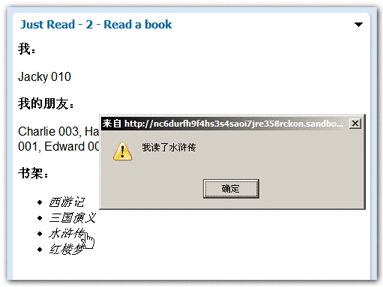 Just Read - 2 - Read a book
我：
Jacky 010
我的朋友：
Charlie 003, Ha
001, Edward 00
来自 http://nc6durfh9f4hs3s4saoi7jre358rckon.sandbo...
我读了水浒传
确定
书架：
西游记
三国演义
水浒传
红楼梦